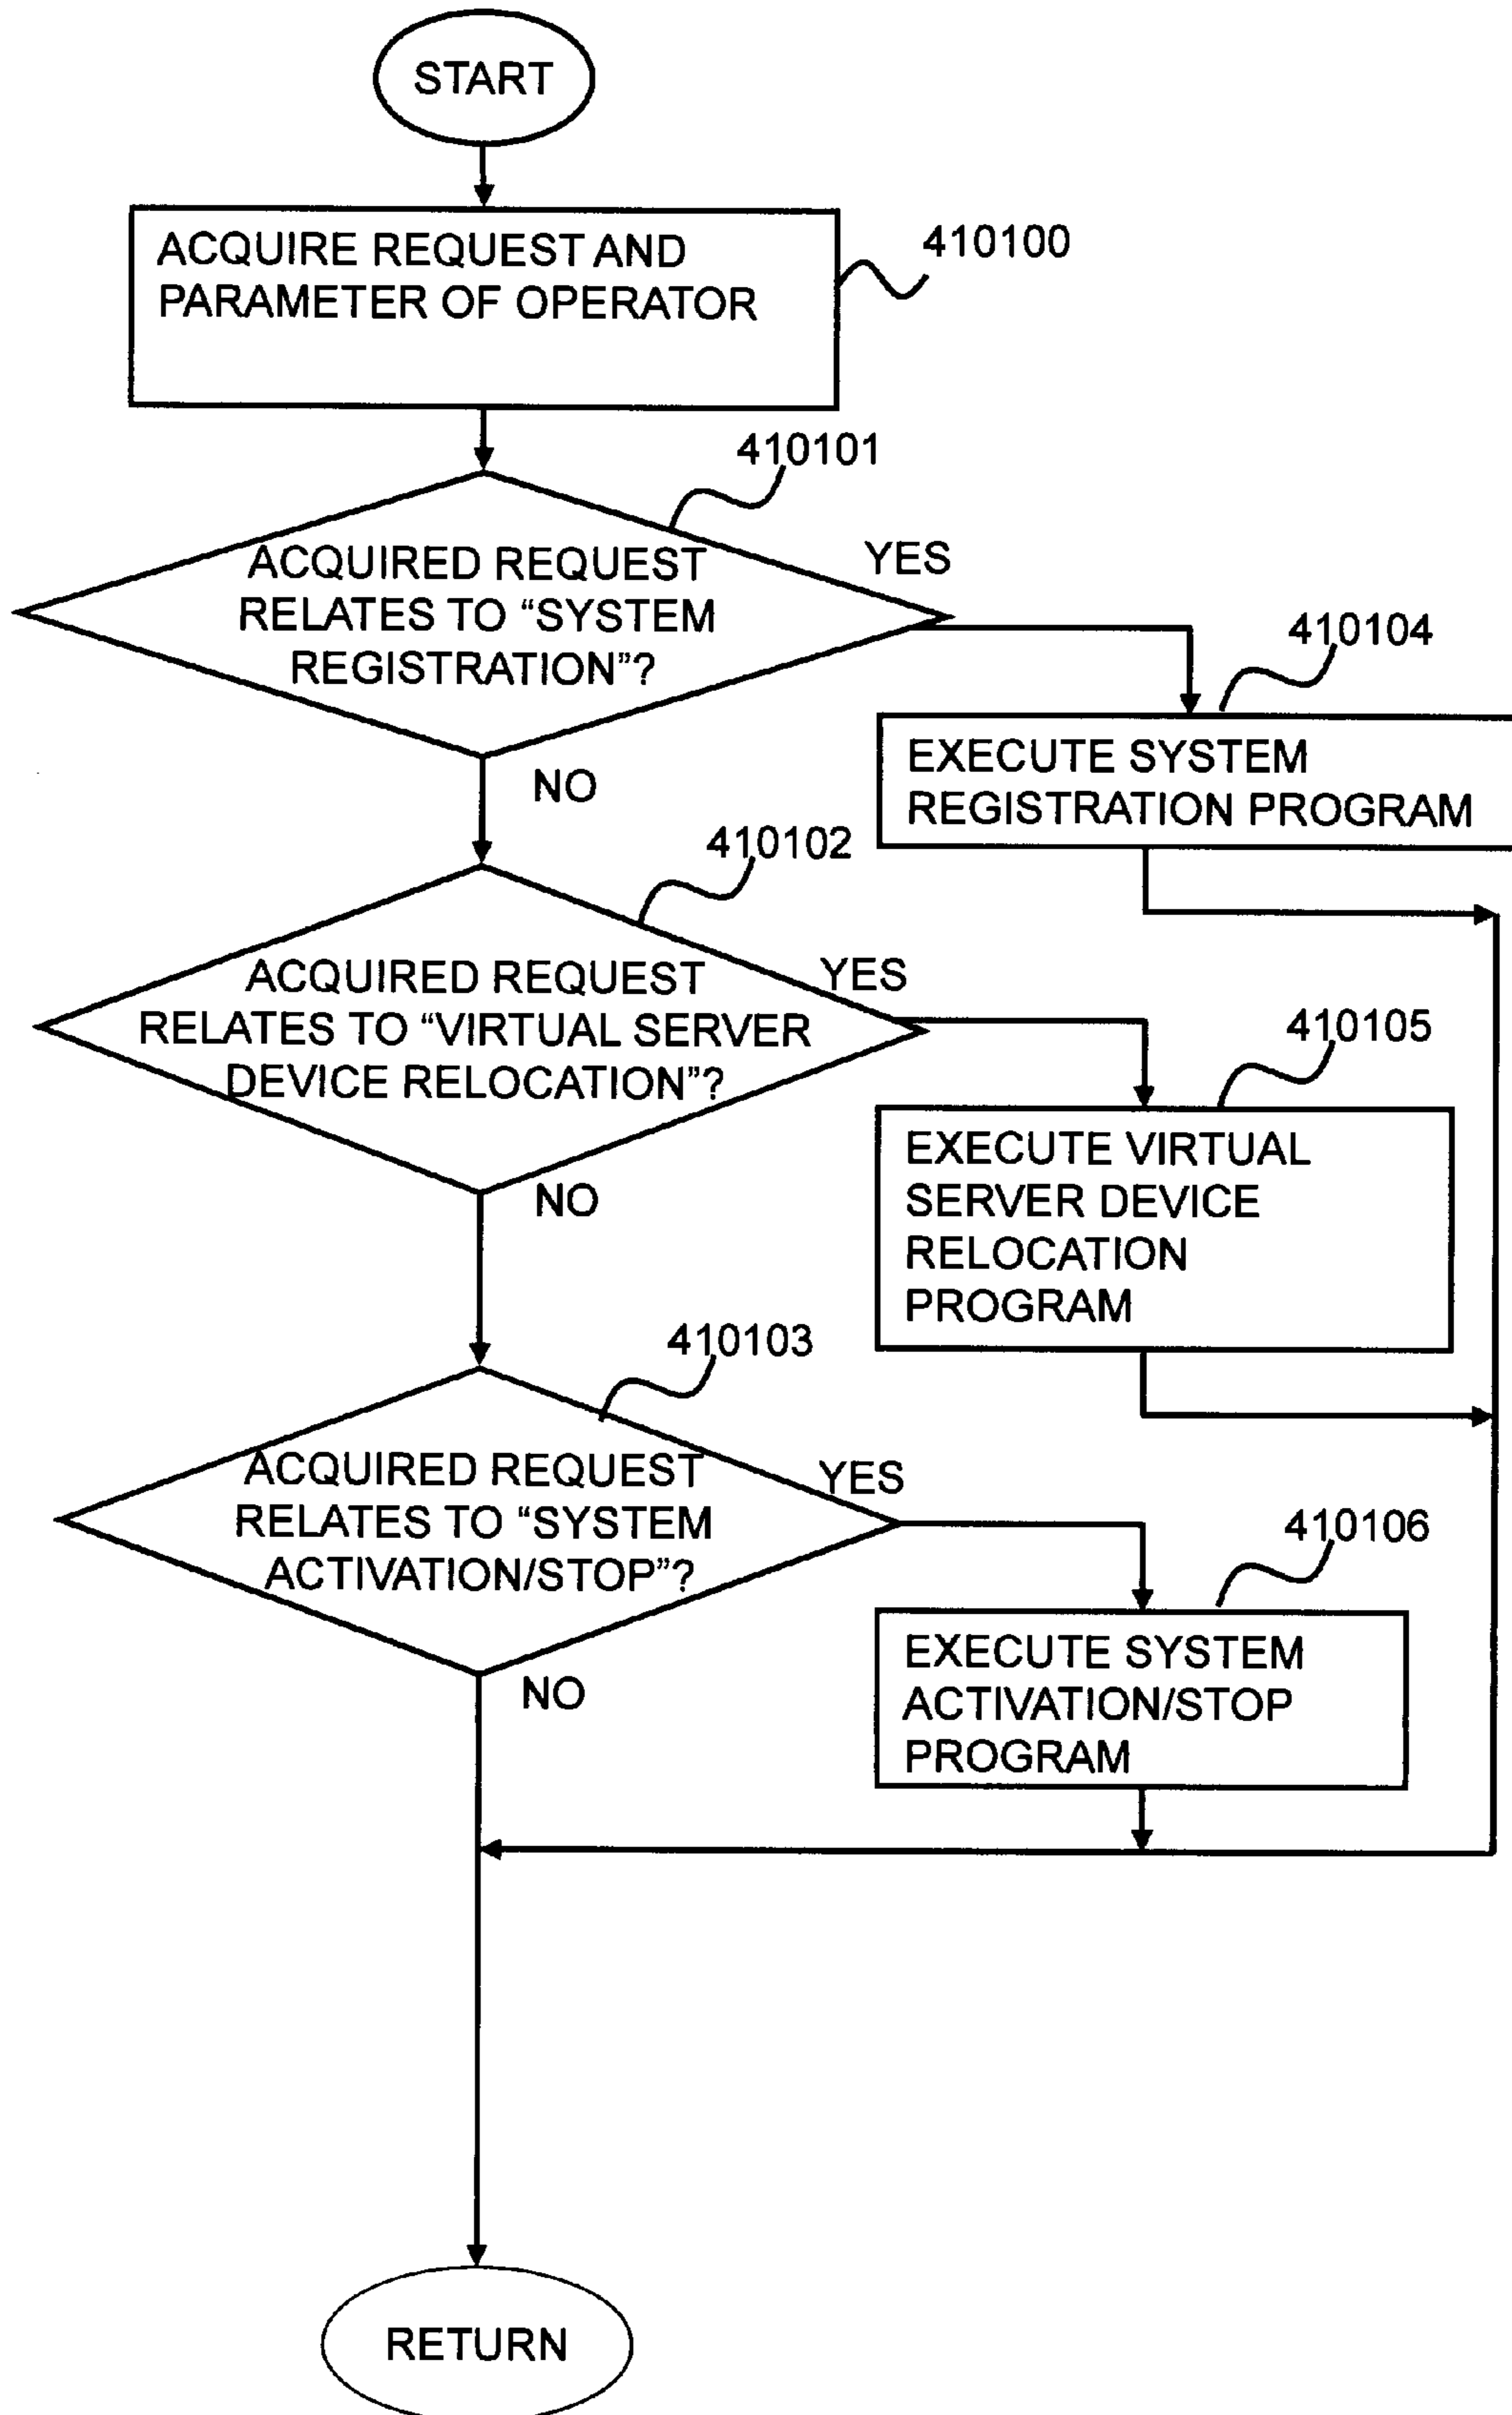 START
ACQUIRE REQUEST AND
PARAMETER OF OPERATOR
410100
410101
ACQUIRED REQUEST
RELATES TO “SYSTEM
REGISTRATION”?
YES
NO
410104
EXECUTE SYSTEM
REGISTRATION PROGRAM
410102
ACQUIRED REQUEST
RELATES TO “VIRTUAL SERVER
DEVICE RELOCATION”?
YES
NO
410105
EXECUTE VIRTUAL
SERVER DEVICE
RELOCATION
PROGRAM
410103
ACQUIRED REQUEST
RELATES TO “SYSTEM
ACTIVATION/STOP”?
YES
NO
410106
EXECUTE SYSTEM
ACTIVATION/STOP
PROGRAM
RETURN